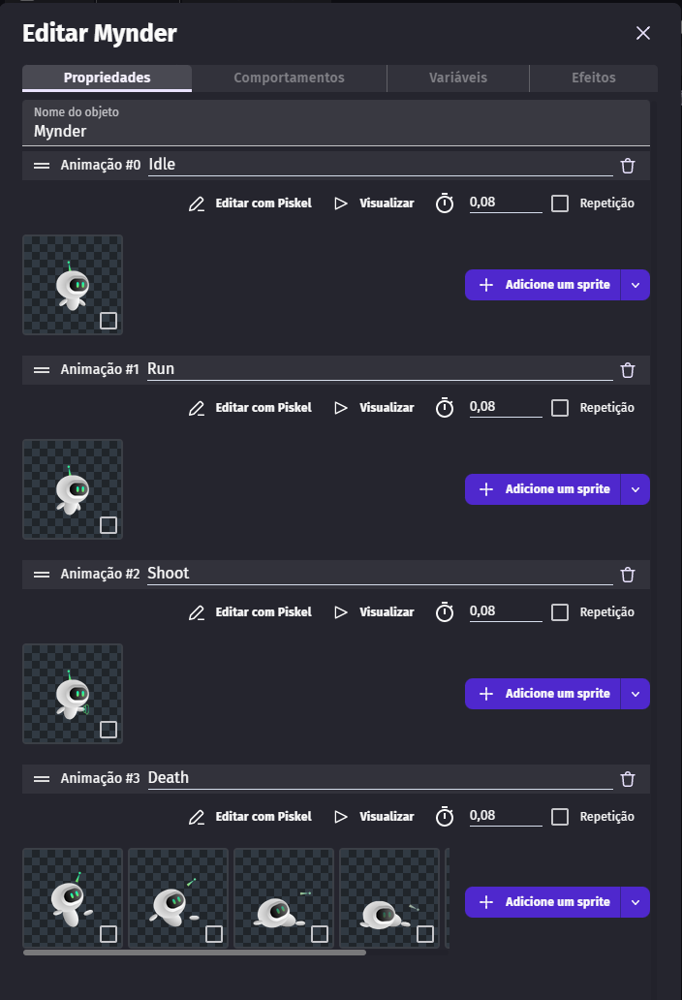 Editar Mynder
Propriedades Comportamentos Variáveis Efeitos
Nome do objeto
Mynder
Animação #0 Idle
Editar com Piskel Visualizar 0,08 Repetição
Adicione um sprite
Animação #1 Run
Editar com Piskel Visualizar 0,08 Repetição
Adicione um sprite
Animação #2 Shoot
Editar com Piskel Visualizar 0,08 Repetição
Adicione um sprite
Animação #3 Death
Editar com Piskel Visualizar 0,08 Repetição
Adicione um sprite